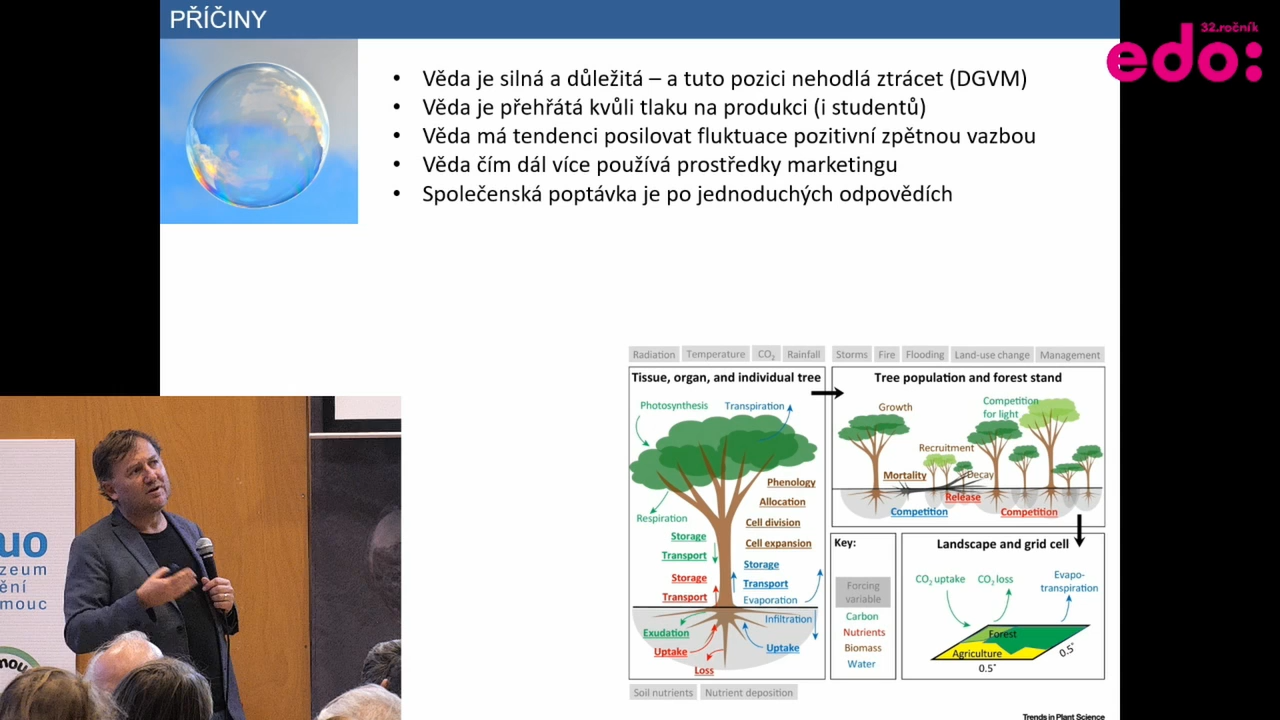 PŘÍČINY
32.ročník
edo:
• Věda je silná a důležitá – a tuto pozici nehodlá ztrácet (DGVM)
• Věda je přehřátá kvůli tlaku na produkci (i studentů)
• Věda má tendenci posilovat fluktuace pozitivní zpětnou vazbou
• Věda čím dál více používá prostředky marketingu
• Společenská poptávka je po jednoduchých odpovědích
Radiation Temperature CO₂ Rainfall
Tissue, organ, and individual tree
Photosynthesis Transpiration
Phenology
Allocation
Cell division
Cell expansion
Respiration
Storage
Transport
Storage
Transport
Storage
Transport
Evaporation
Infiltration
Exudation
Uptake
Uptake
Loss
Soil nutrients Nutrient deposition
Storms Fire Flooding Land-use change Management
Tree population and forest stand
Growth
Competition
for light
Recruitment
Mortality
Decay
Release
Competition
Competition
Key:
Forcing
variable
Carbon
Nutrients
Biomass
Water
Landscape and grid cell
CO₂ uptake CO₂ loss
Evapo-
transpiration
Forest
Agriculture
0.5°
0.5°
Trends in Plant Science
uo
zeum
ění
mouc